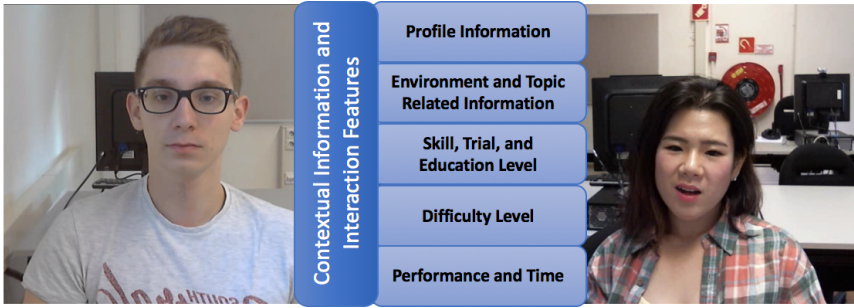 Contextual Information and
Interaction Features
Profile Information
Environment and Topic
Related Information
Skill, Trial, and
Education Level
Difficulty Level
Performance and Time
SOUTH